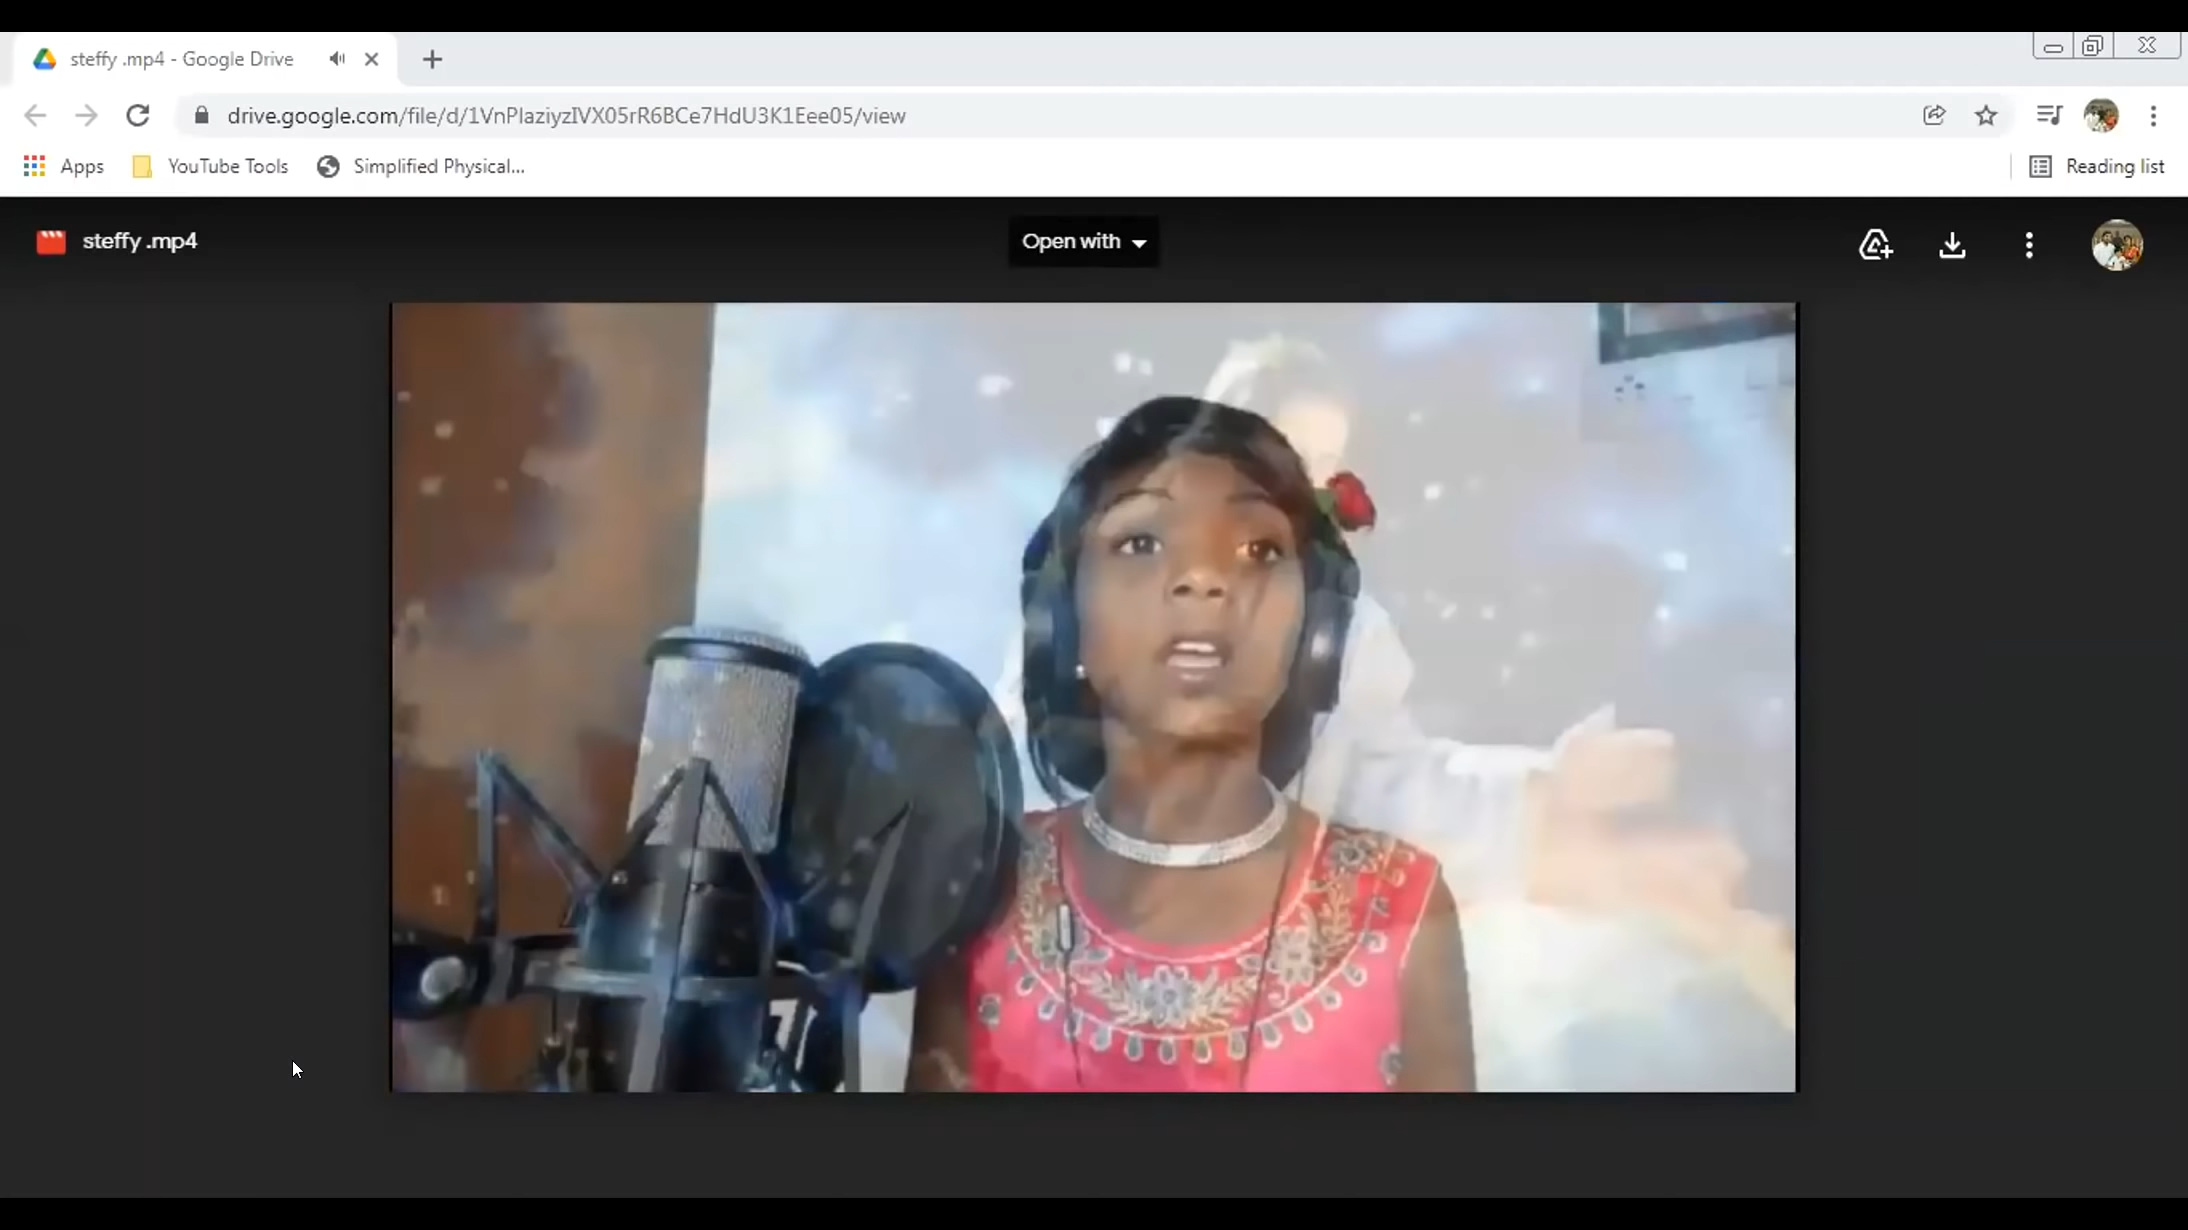 steffy .mp4 - Google Drive
drive.google.com/file/d/1VnPlaziyzIVX05rR6BCe7HdU3K1Eee05/view
Apps
YouTube Tools
Simplified Physical...
Reading list
steffy .mp4
Open with